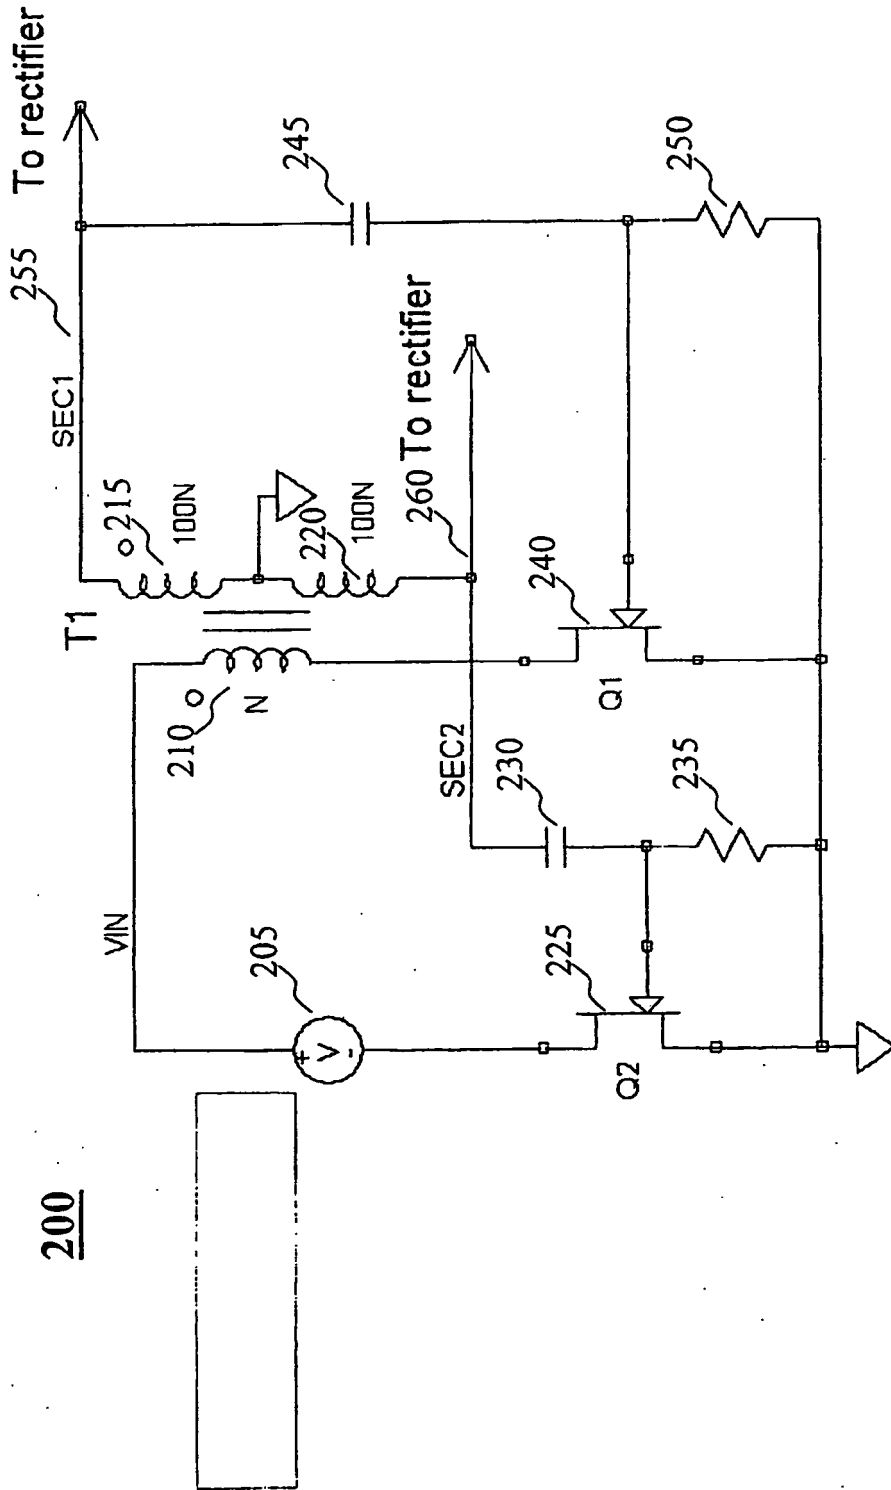 200
VIN
205
210
N
T1
215
100N
220
100N
SEC1
255
To rectifier
245
250
260 To rectifier
SEC2
230
235
240
Q1
225
Q2
V
+
-